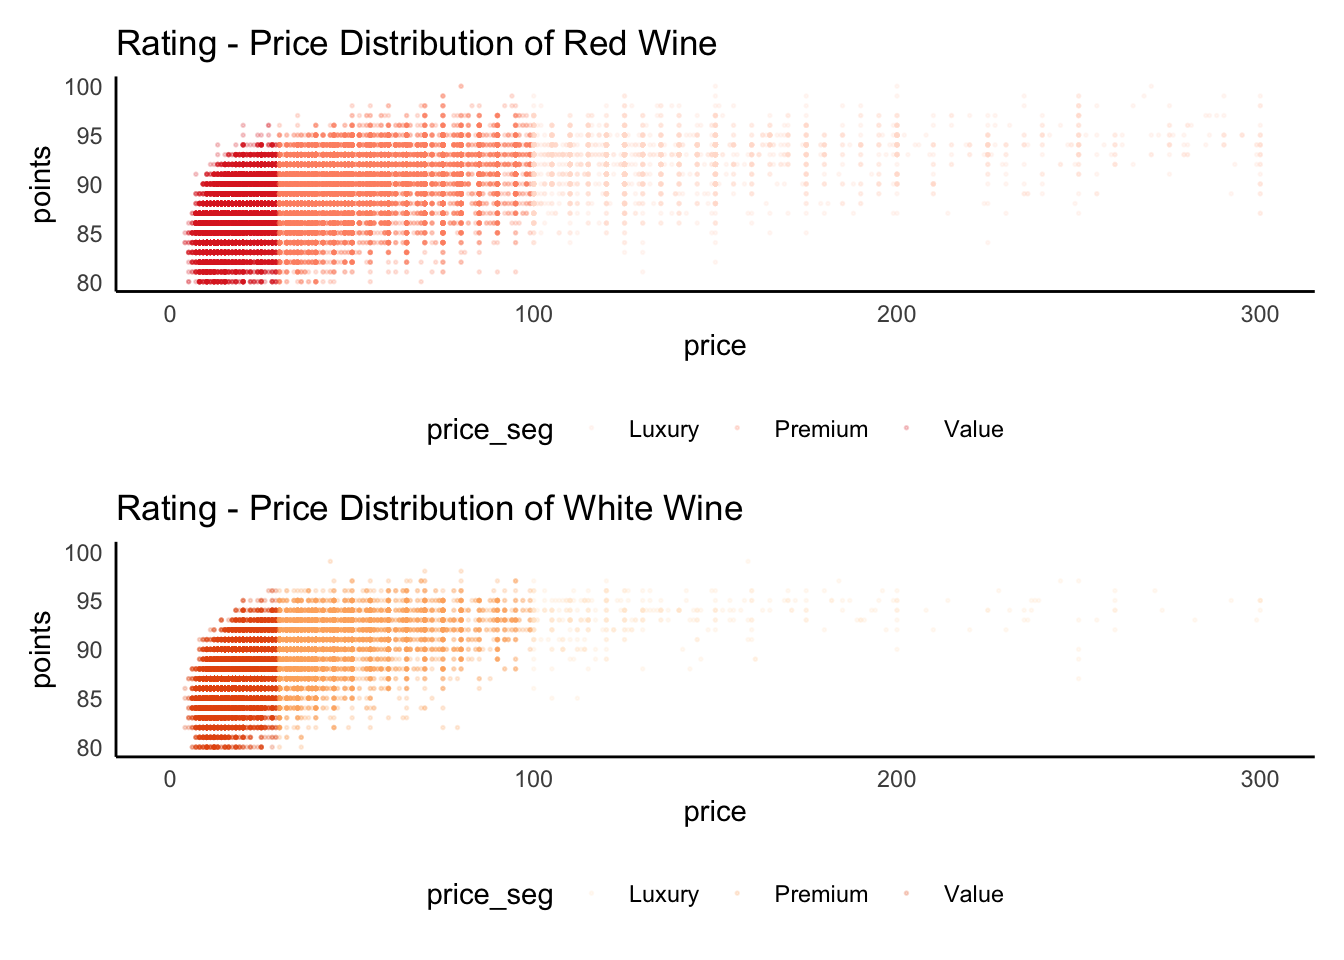 Rating - Price Distribution of Red Wine
100
95
90
85
80
points
0 100 200 300
price
price_seg Luxury Premium Value
Rating - Price Distribution of White Wine
100
95
90
85
80
points
0 100 200 300
price
price_seg Luxury Premium Value